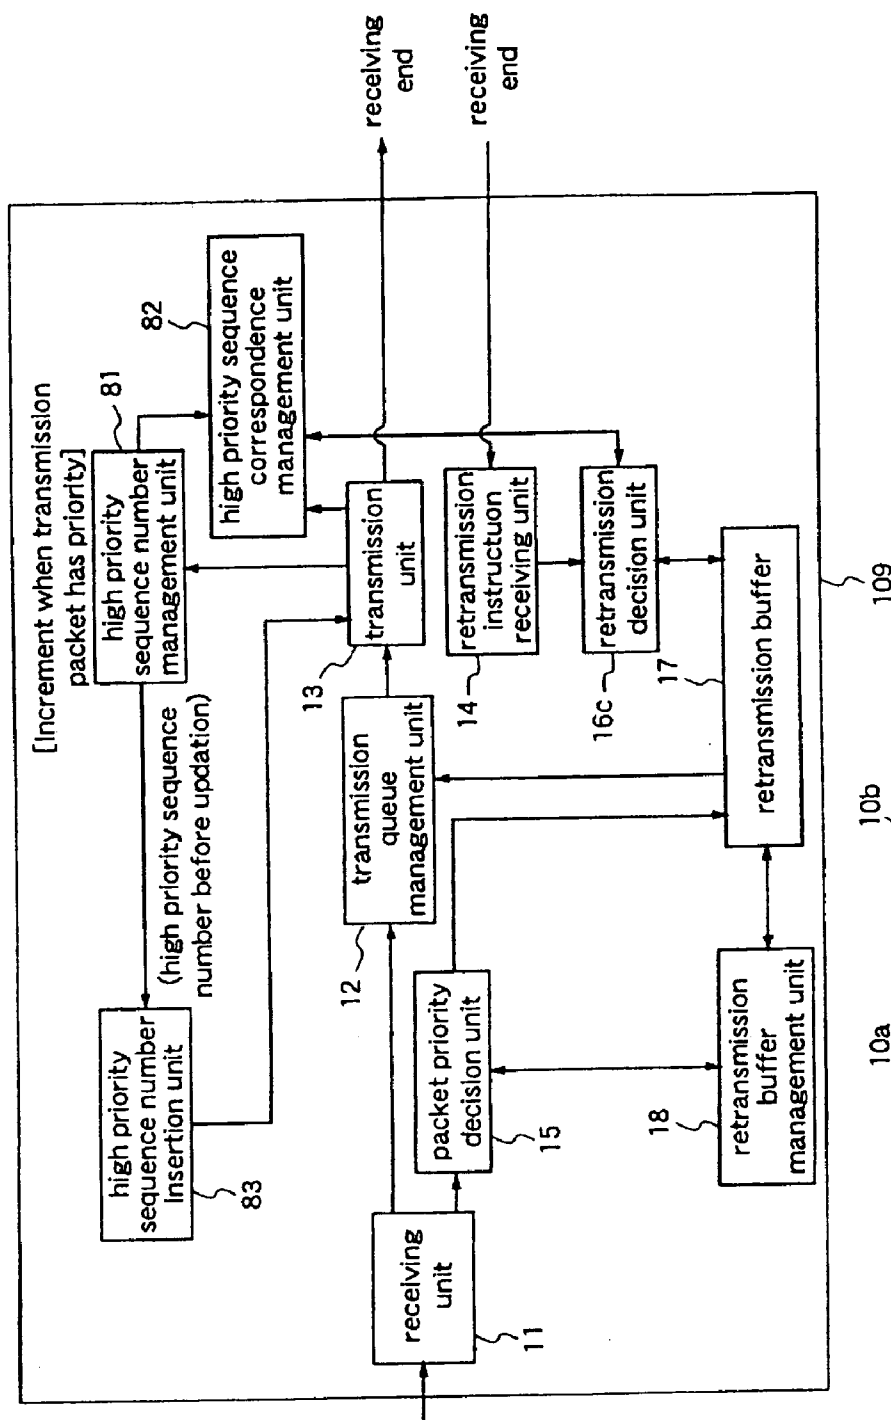 [Increment when transmission
packet has priority]
81
high priority
sequence number
management unit
82
high priority sequence
correspondence
management unit
(high priority sequence
number before updation)
high priority
sequence number
Insertion unit
83
receiving
end
receiving
end
transmission
unit
13
transmission
queue
management unit
12
retransmission
instructuon
receiving unit
14
retransmission
decision unit
16c
packet priority
decision unit
15
receiving
unit
11
retransmission buffer
17
retransmission
buffer
management unit
18
109
10b
10a